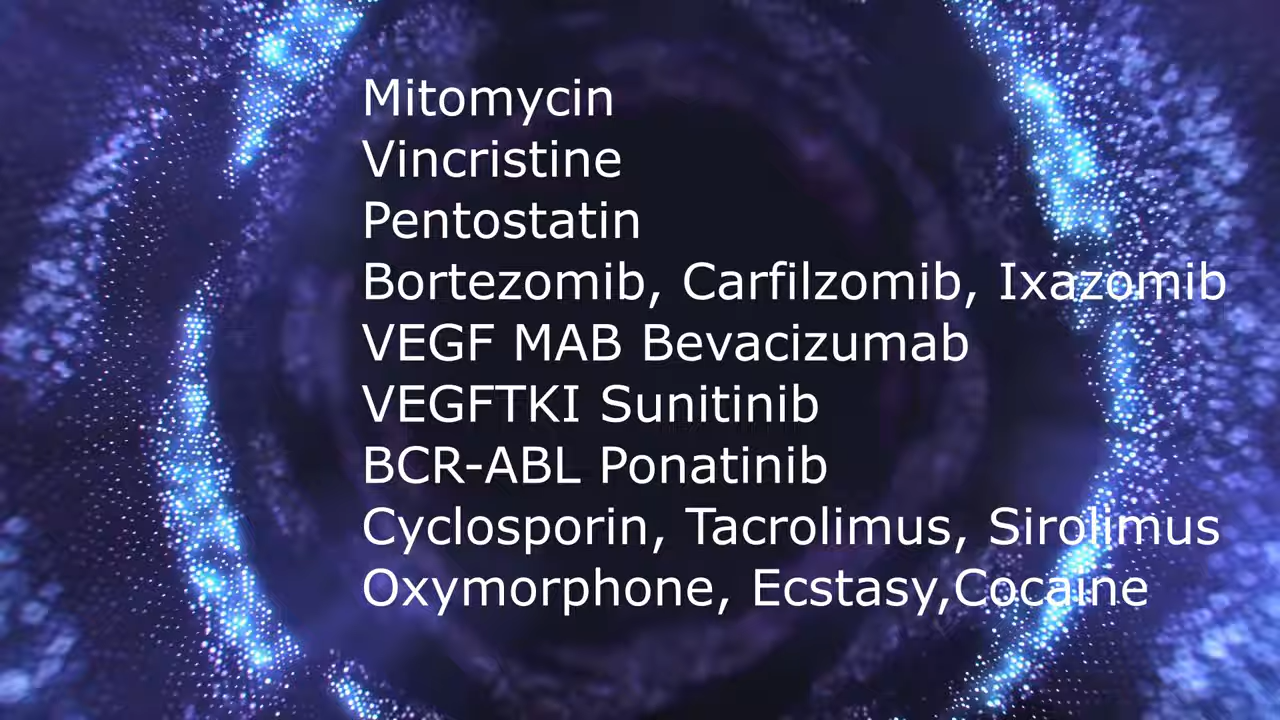 Mitomycin
Vincristine
Pentostatin
Bortezomib, Carfilzomib, Ixazomib
VEGF MAB Bevacizumab
VEGFTKI Sunitinib
BCR-ABL Ponatinib
Cyclosporin, Tacrolimus, Sirolimus
Oxymorphone, Ecstasy,Cocaine